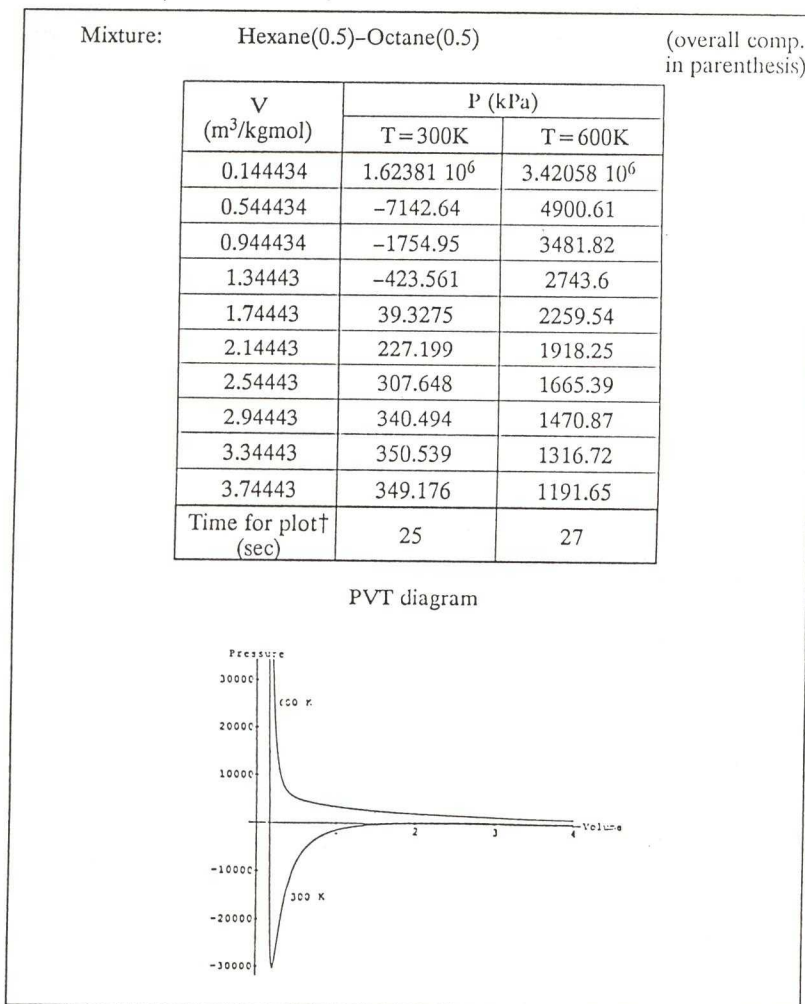 Mixture: Hexane(0.5)–Octane(0.5) (overall comp.
in parenthesis)
V
(m³/kgmol)
P (kPa)
T=300K T=600K
0.144434 1.62381 10⁶ 3.42058 10⁶
0.544434 −7142.64 4900.61
0.944434 −1754.95 3481.82
1.34443 −423.561 2743.6
1.74443 39.3275 2259.54
2.14443 227.199 1918.25
2.54443 307.648 1665.39
2.94443 340.494 1470.87
3.34443 350.539 1316.72
3.74443 349.176 1191.65
Time for plot†
(sec)
25 27
PVT diagram
Pressure
30000
600 K
20000
10000
2 3 4 Volume
-10000
300 K
-20000
-30000